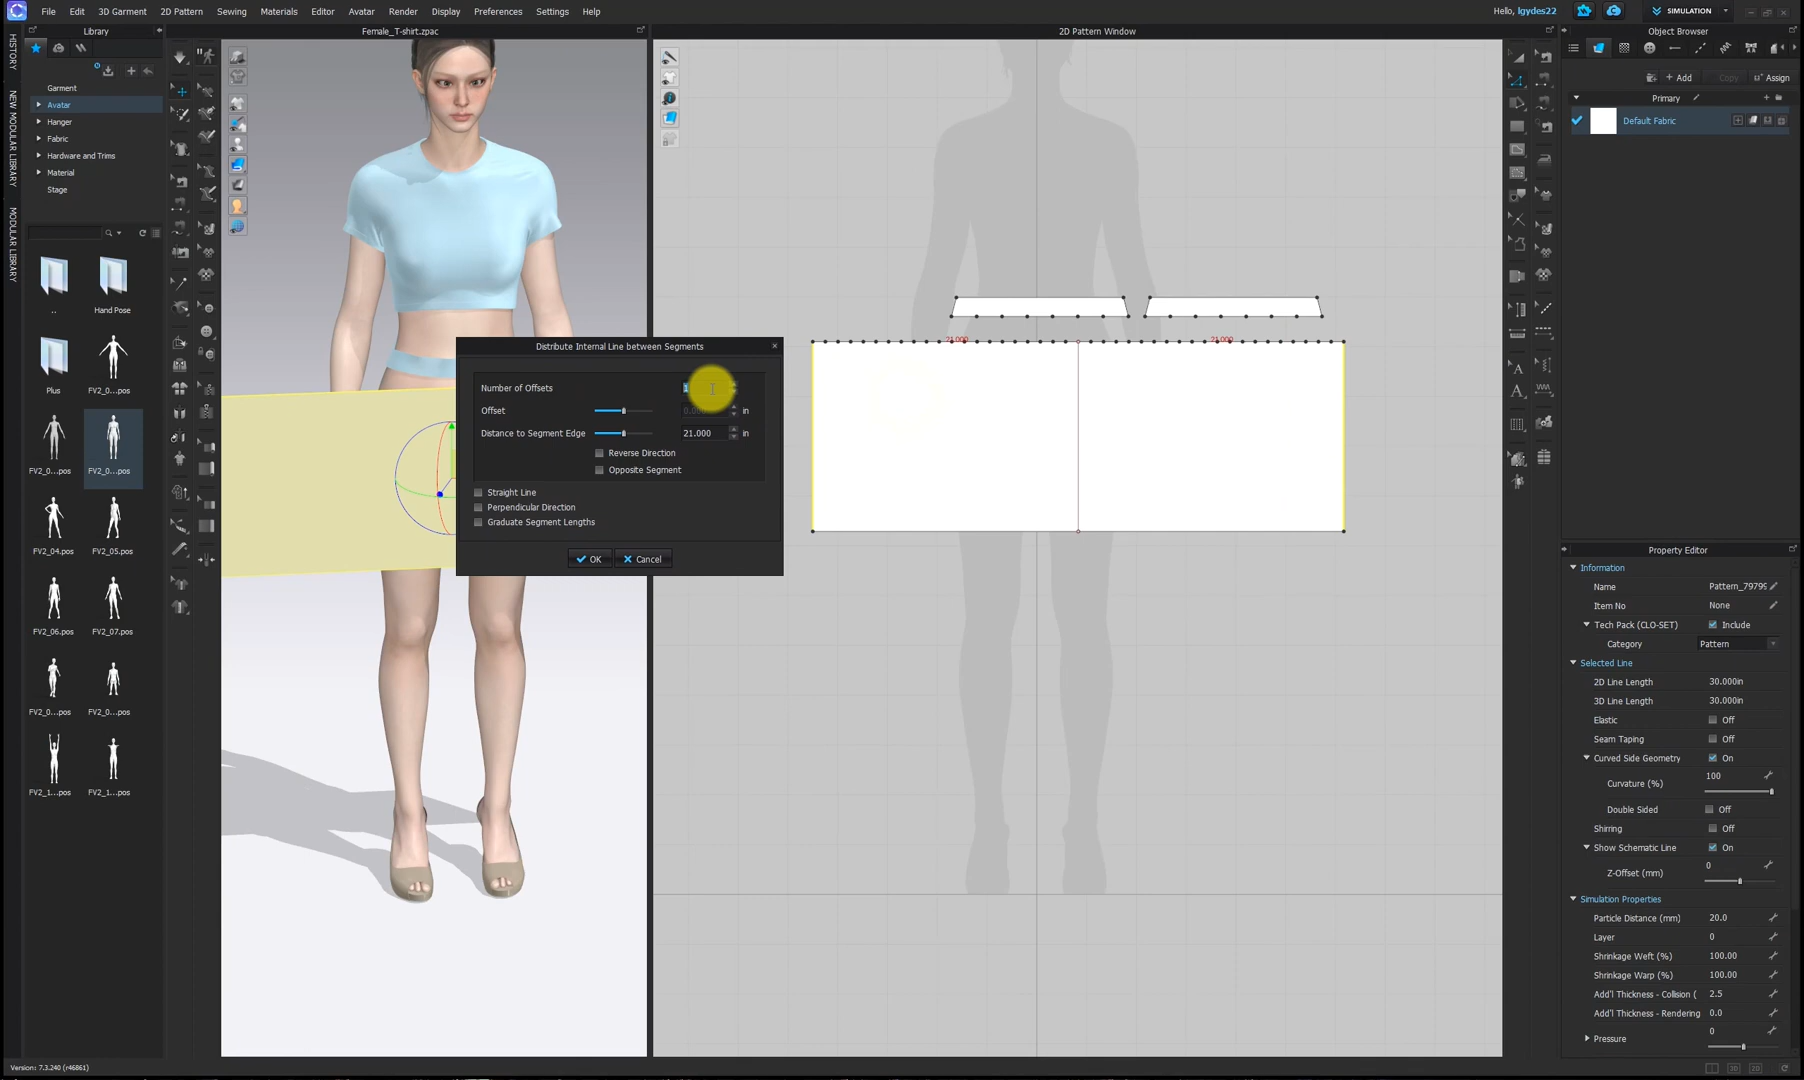 File Edit 3D Garment 2D Pattern Sewing Materials Editor Avatar Render Display Preferences Settings Help
Hello, lgydes22
SIMULATION
Library
Female_T-shirt.zpac
2D Pattern Window
Object Browser
HISTORY
NEW MODULAR LIBRARY
MODULAR LIBRARY
Garment
Avatar
Hanger
Fabric
Hardware and Trims
Material
Stage
+ Add
Copy
Assign
Primary
Default Fabric
..
Hand Pose
Plus
FV2_0...pos
FV2_0...pos
FV2_0...pos
FV2_04.pos
FV2_05.pos
FV2_06.pos
FV2_07.pos
FV2_0...pos
FV2_0...pos
FV2_1...pos
FV2_1...pos
21.000
21.000
Distribute Internal Line between Segments
Number of Offsets 1
Offset in
Distance to Segment Edge 21.000 in
Reverse Direction
Opposite Segment
Straight Line
Perpendicular Direction
Graduate Segment Lengths
OK
Cancel
Property Editor
Information
Name Pattern_79799
Item No None
Tech Pack (CLO-SET) Include
Category Pattern
Selected Line
2D Line Length 30.000in
3D Line Length 30.000in
Elastic Off
Seam Taping Off
Curved Side Geometry On
Curvature (%) 100
Double Sided Off
Shirring Off
Show Schematic Line On
Z-Offset (mm) 0
Simulation Properties
Particle Distance (mm) 20.0
Layer 0
Shrinkage Weft (%) 100.00
Shrinkage Warp (%) 100.00
Add'l Thickness - Collision ( 2.5
Add'l Thickness - Rendering 0.0
Pressure 0
Version: 7.3.240 (r46861)
3D
2D